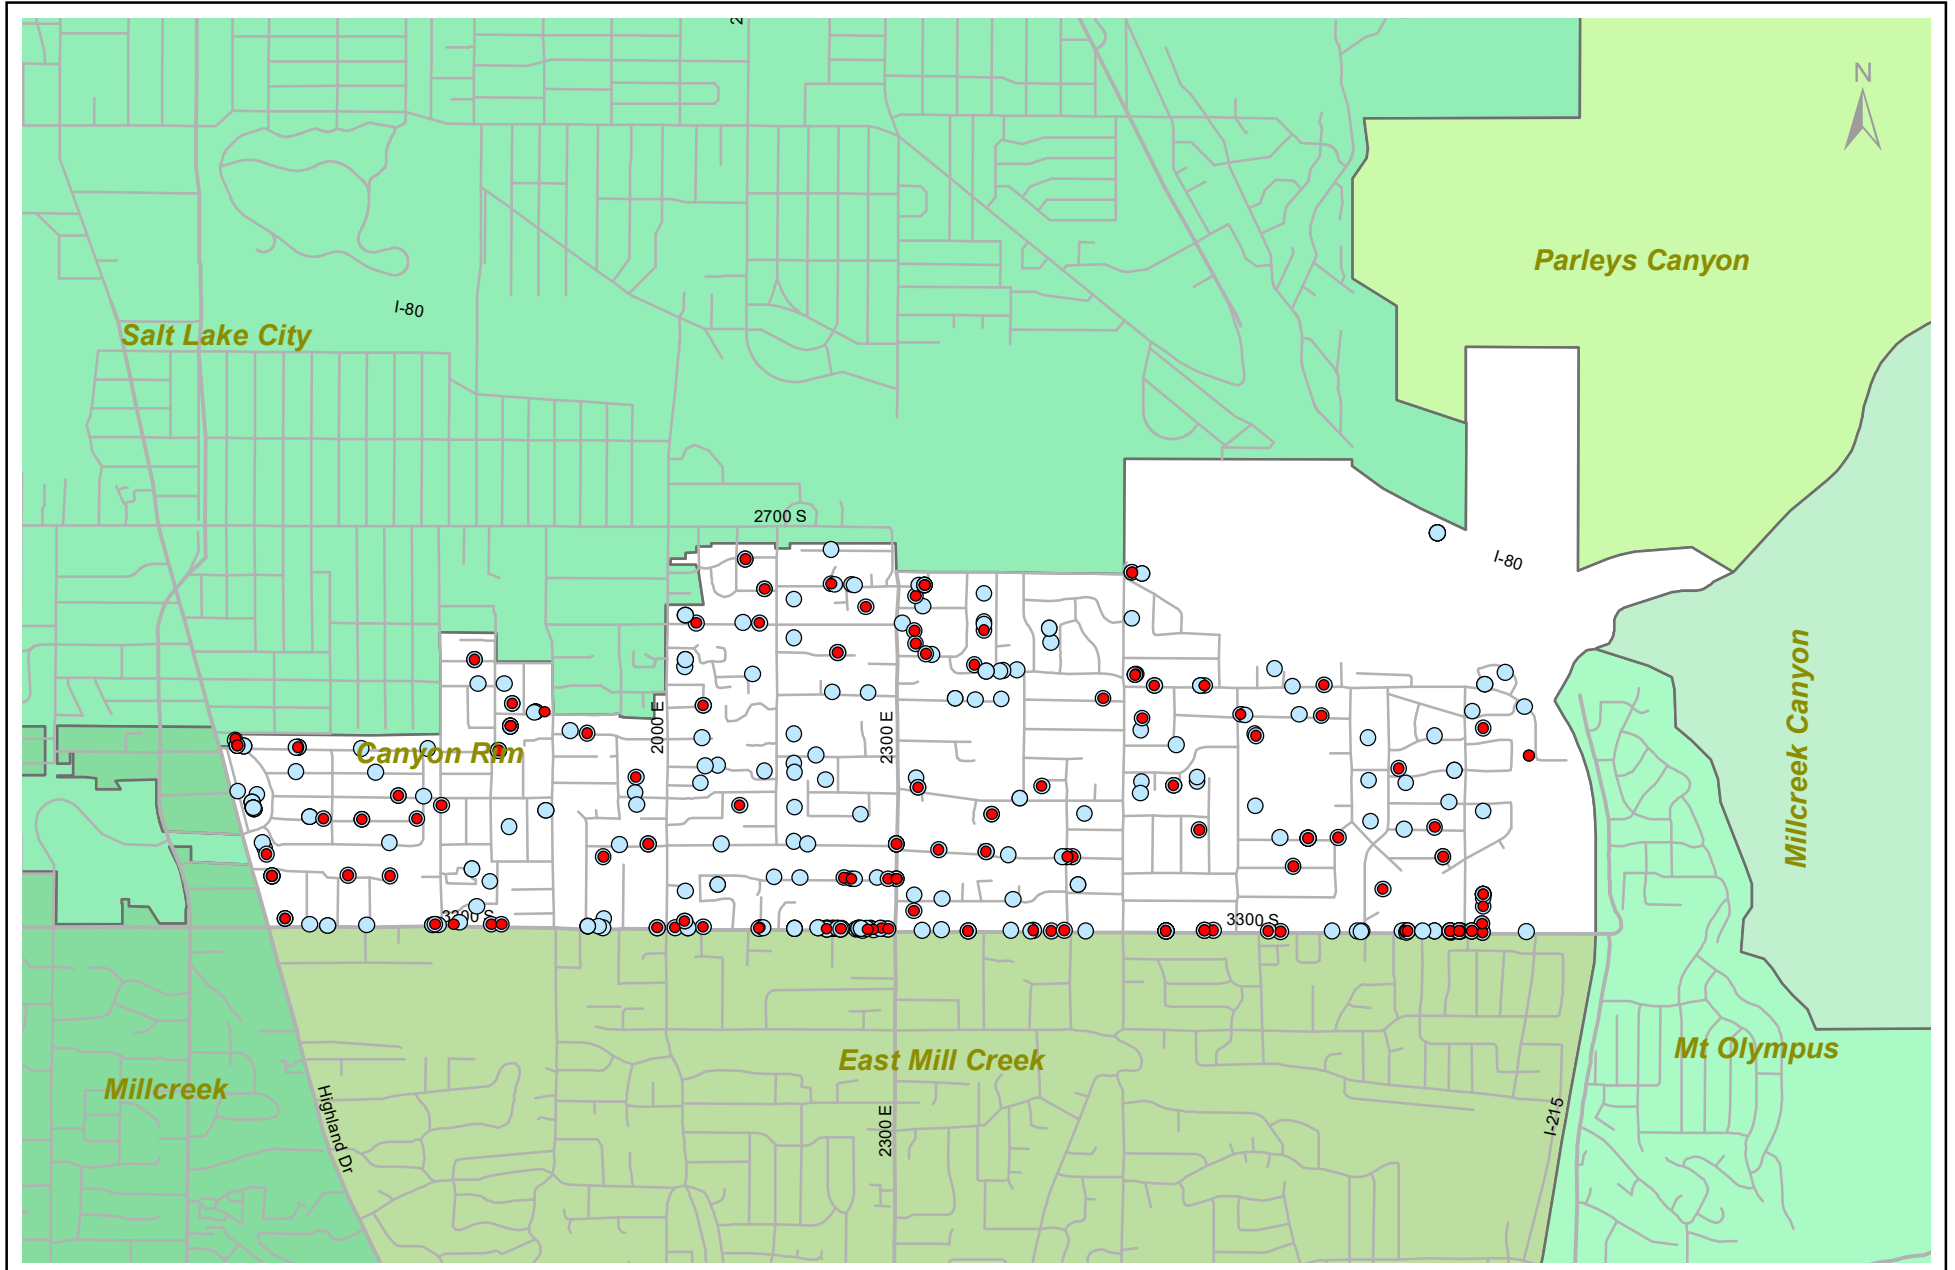 N
Parleys Canyon
I-80
Salt Lake City
2700 S
I-80
2000 E
2300 E
Canyon Rim
Millcreek Canyon
3300 S
East Mill Creek
Mt Olympus
Millcreek
Highland Dr
2300 E
I-215